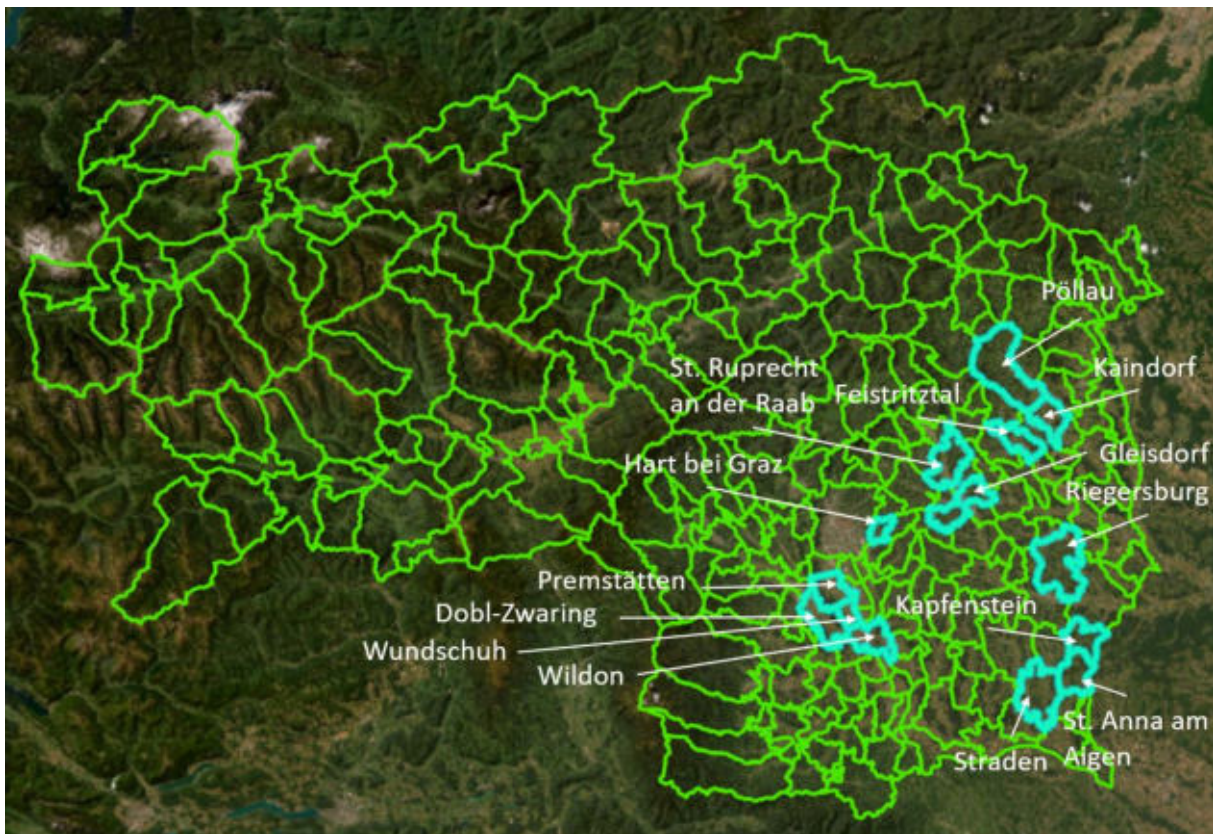 Pöllau
St. Ruprecht
an der Raab
Feistritztal
Kaindorf
Hart bei Graz
Gleisdorf
Riegersburg
Premstätten
Dobl-Zwaring
Kapfenstein
Wundschuh
Wildon
St. Anna am
Aigen
Straden